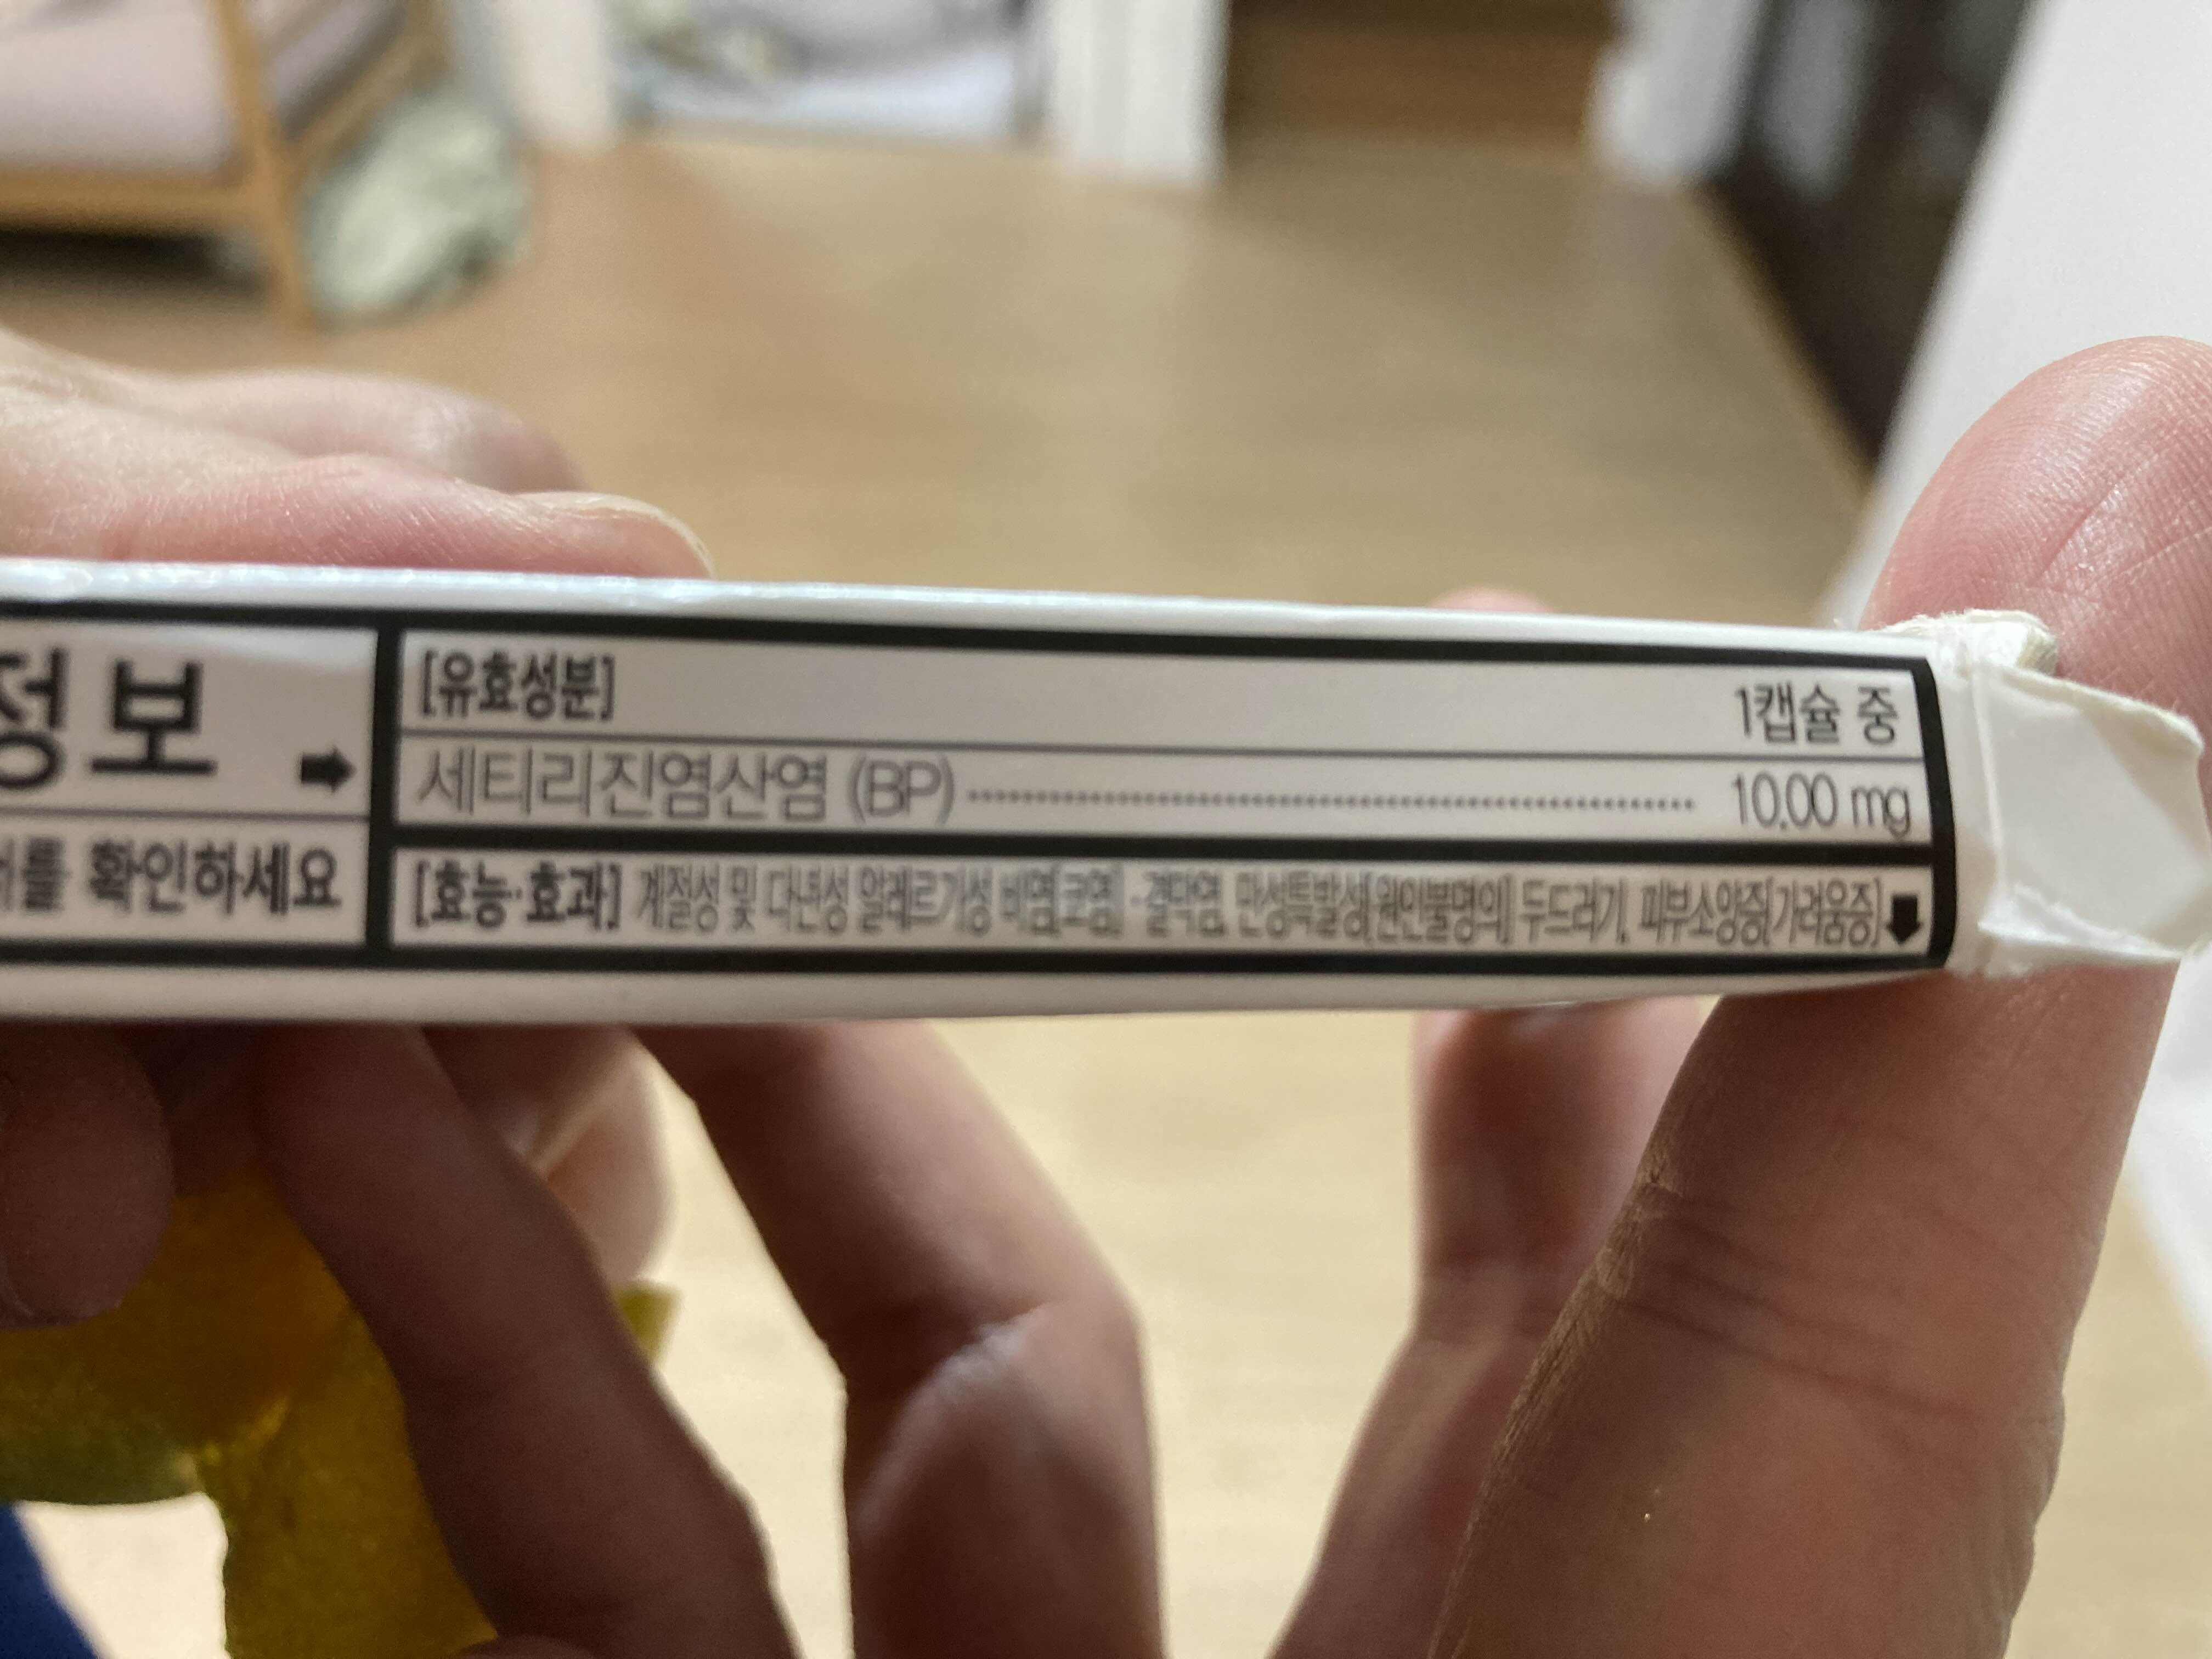 정보 ➡
를 확인하세요
[유효성분] 1캡슐 중
세티리진염산염 (BP) ---------- 10.00 mg
[효능·효과] 계절성 및 다년성 알레르기성 비염[코염]·결막염, 만성특발성[원인불명의] 두드러기, 피부소양증[가려움증] ⬇